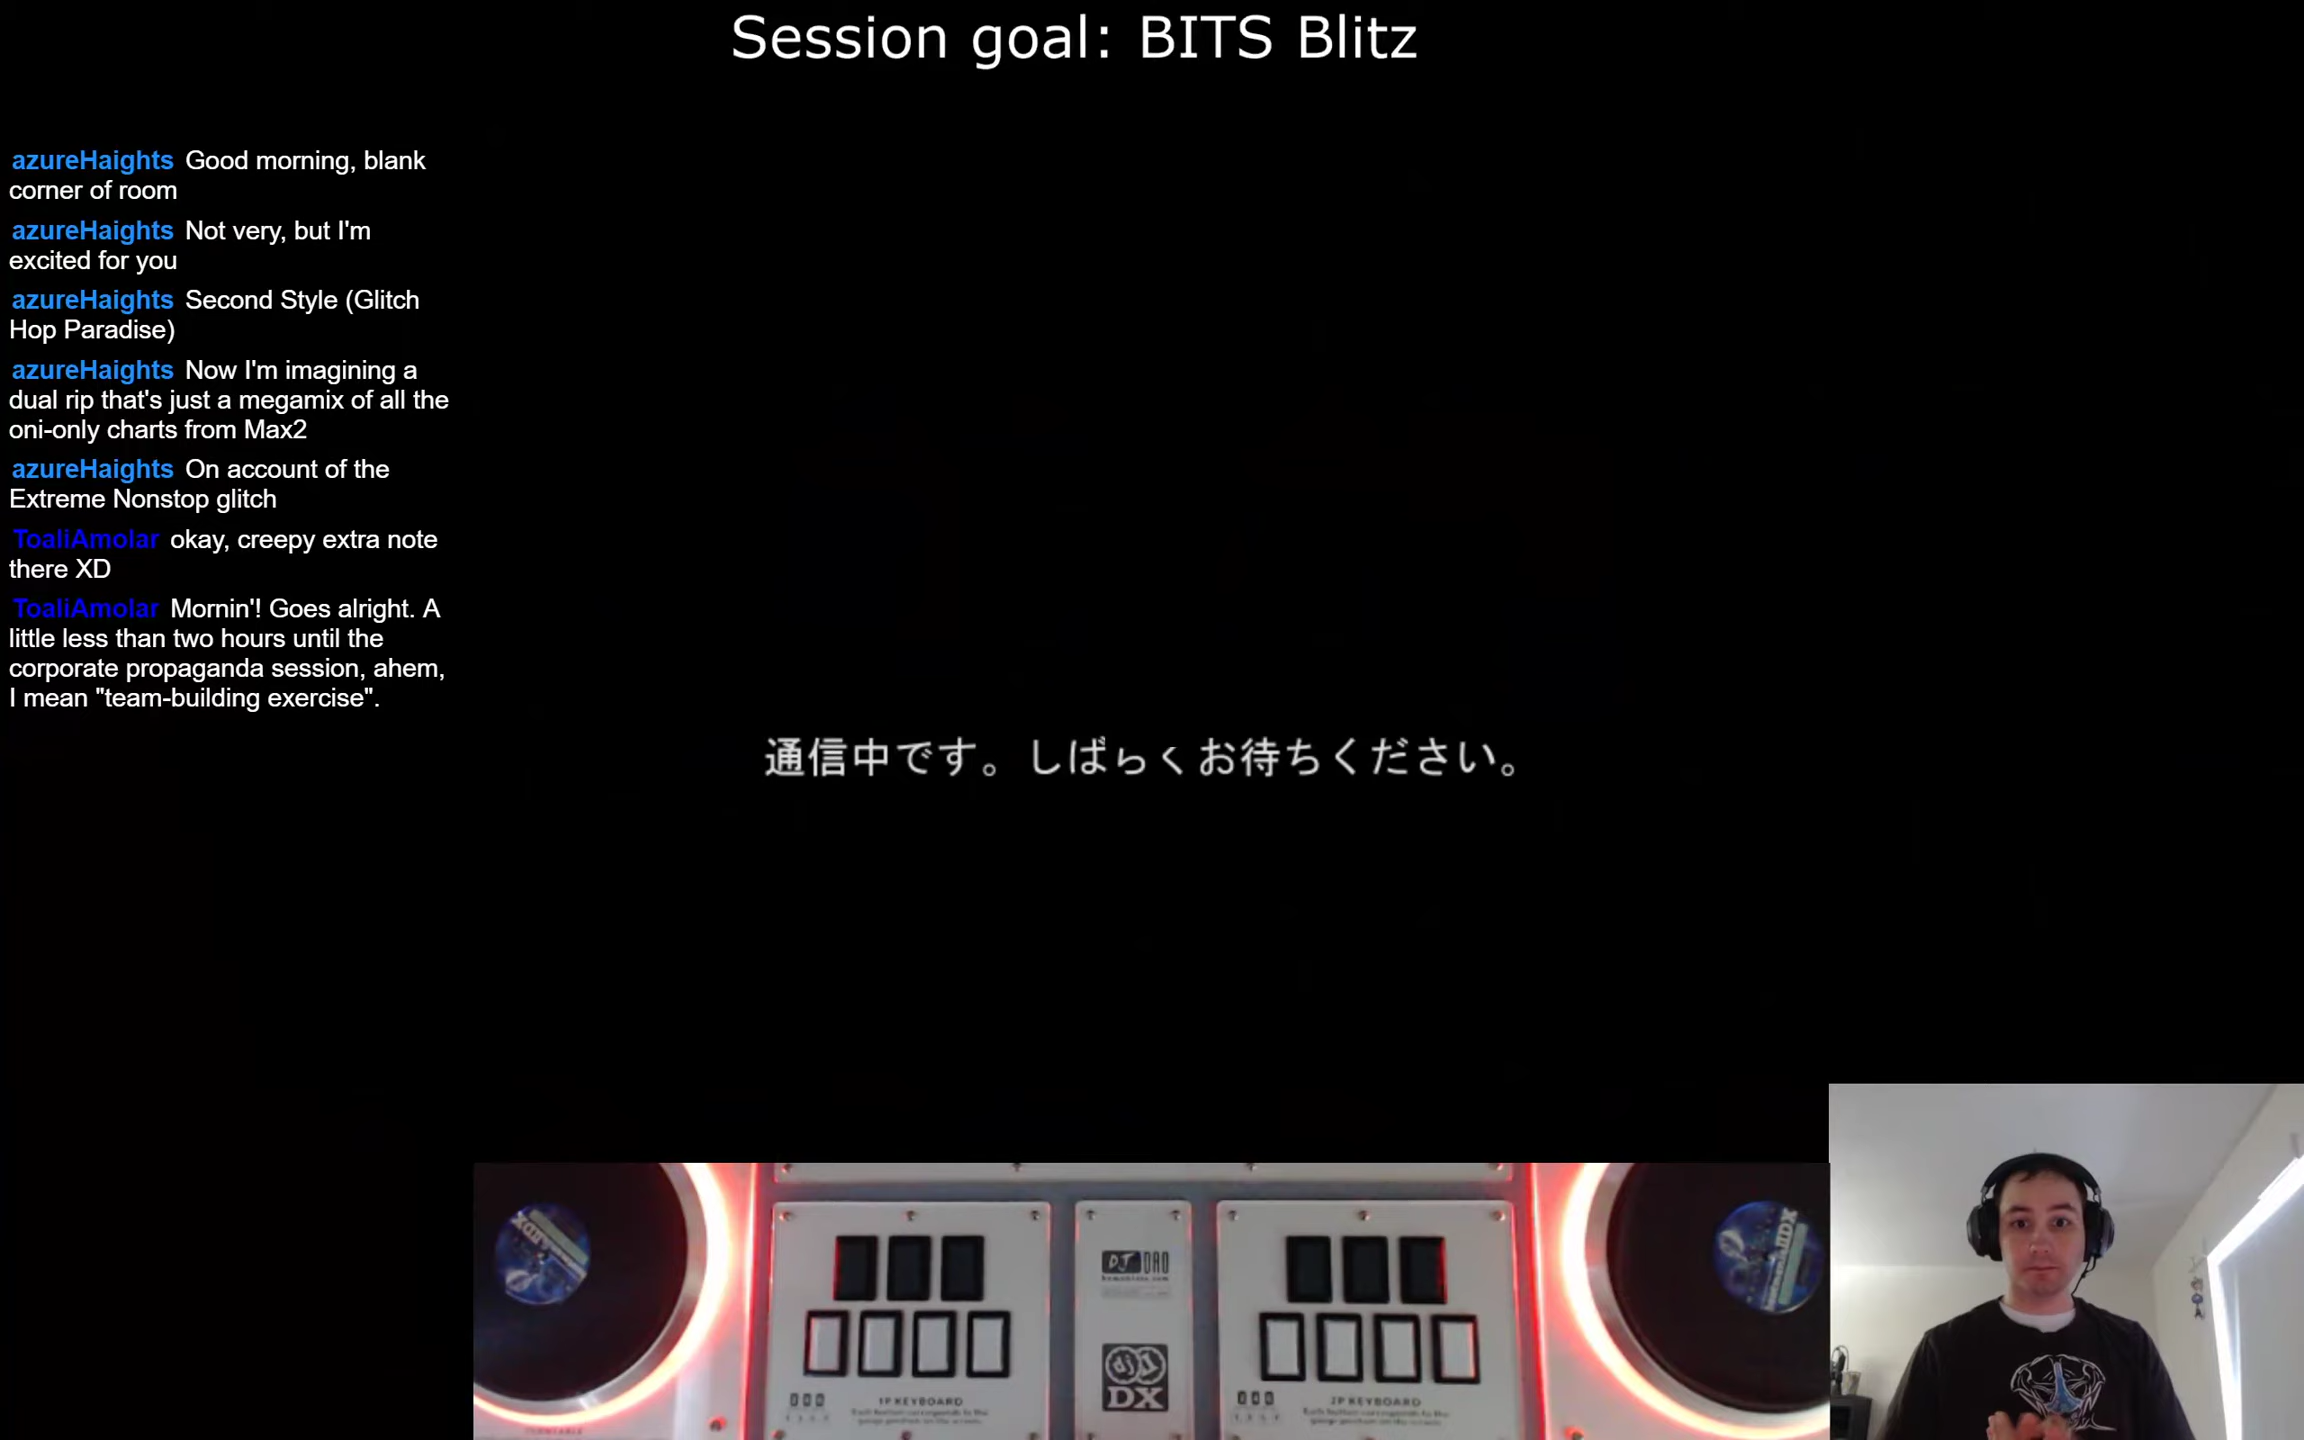 Session goal: BITS Blitz
azureHaights Good morning, blank
corner of room
azureHaights Not very, but I'm
excited for you
azureHaights Second Style (Glitch
Hop Paradise)
azureHaights Now I'm imagining a
dual rip that's just a megamix of all the
oni-only charts from Max2
azureHaights On account of the
Extreme Nonstop glitch
ToaliAmolar okay, creepy extra note
there XD
ToaliAmolar Mornin'! Goes alright. A
little less than two hours until the
corporate propaganda session, ahem,
I mean "team-building exercise".
通信中です。しばらくお待ちください。
DJ DAO
DX
1P KEYBOARD
2P KEYBOARD